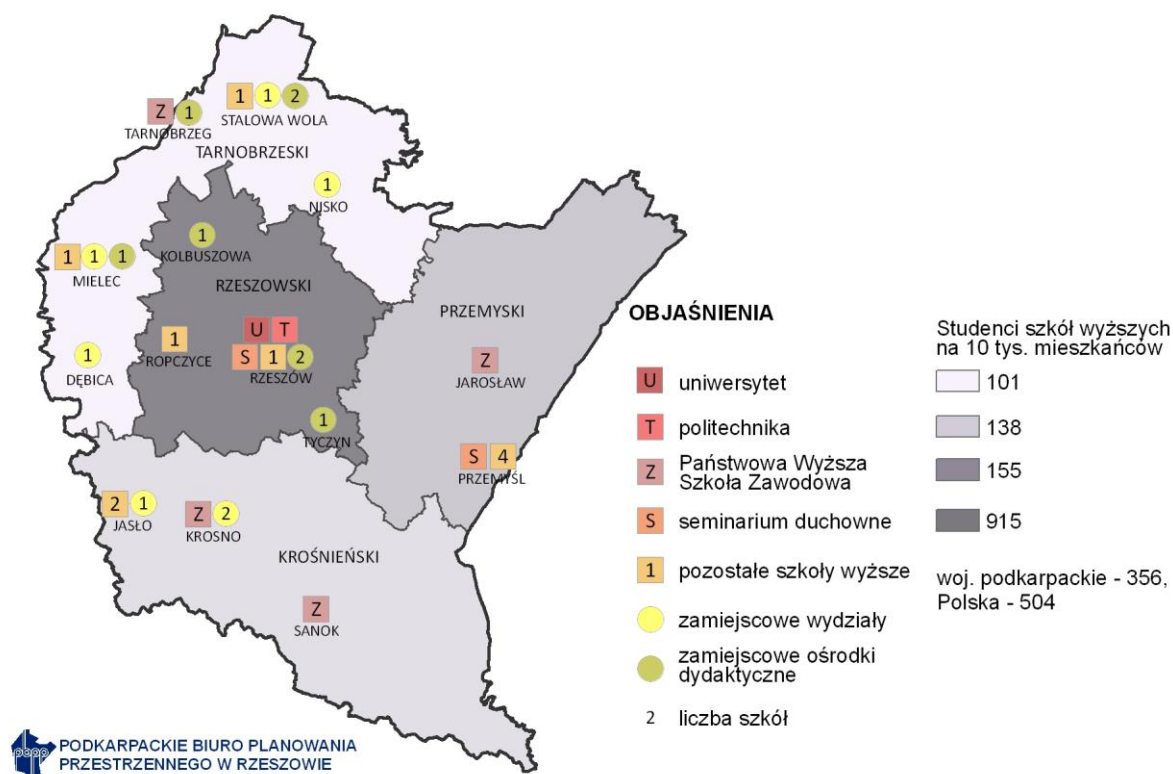 Z 1
TARNOBRZEG
1 1 2
STALOWA WOLA
TARNOBRZESKI
1
NISKO
1
KOLBUSZOWA
1 1 1
MIELEC
RZESZOWSKI
U T
S 1 2
RZESZÓW
1
ROPCZYCE
1
DĘBICA
1
TYCZYN
PRZEMYSKI
Z
JAROSŁAW
S 4
PRZEMYŚL
2 1
JASŁO
Z 2
KROSNO
KROŚNIEŃSKI
Z
SANOK
OBJAŚNIENIA
U uniwersytet
T politechnika
Z Państwowa Wyższa
Szkoła Zawodowa
S seminarium duchowne
1 pozostałe szkoły wyższe
zamiejscowe wydziały
zamiejscowe ośrodki
dydaktyczne
2 liczba szkół
Studenci szkół wyższych
na 10 tys. mieszkańców
101
138
155
915
woj. podkarpackie - 356,
Polska - 504
pbpp
PODKARPACKIE BIURO PLANOWANIA
PRZESTRZENNEGO W RZESZOWIE